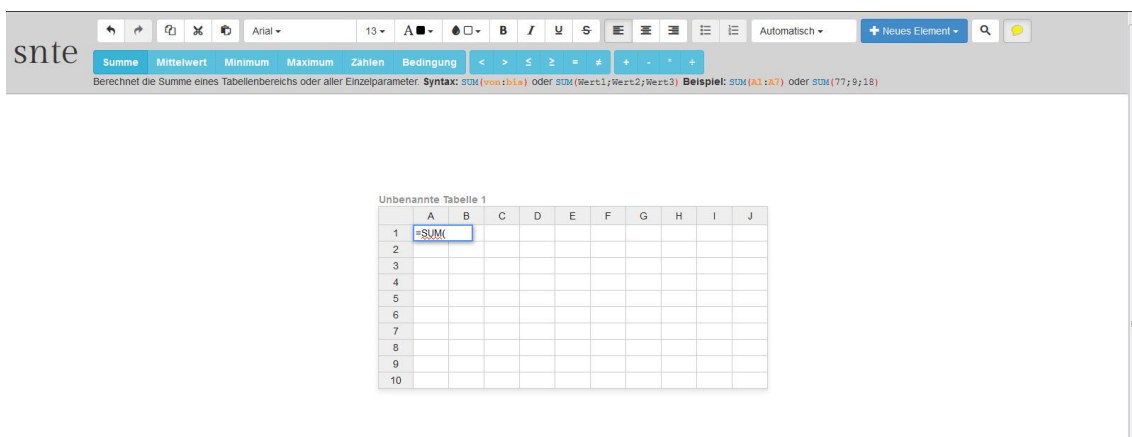 snte
Arial 13 A B I U S Automatisch + Neues Element
Summe Mittelwert Minimum Maximum Zählen Bedingung < > ≤ ≥ = ≠ + - * ÷
Berechnet die Summe eines Tabellenbereichs oder aller Einzelparameter. Syntax: SUM(von:bis) oder SUM(Wert1;Wert2;Wert3) Beispiel: SUM(A1:A7) oder SUM(77;9;18)
Unbenannte Tabelle 1
A B C D E F G H I J
1 =SUM(
2
3
4
5
6
7
8
9
10